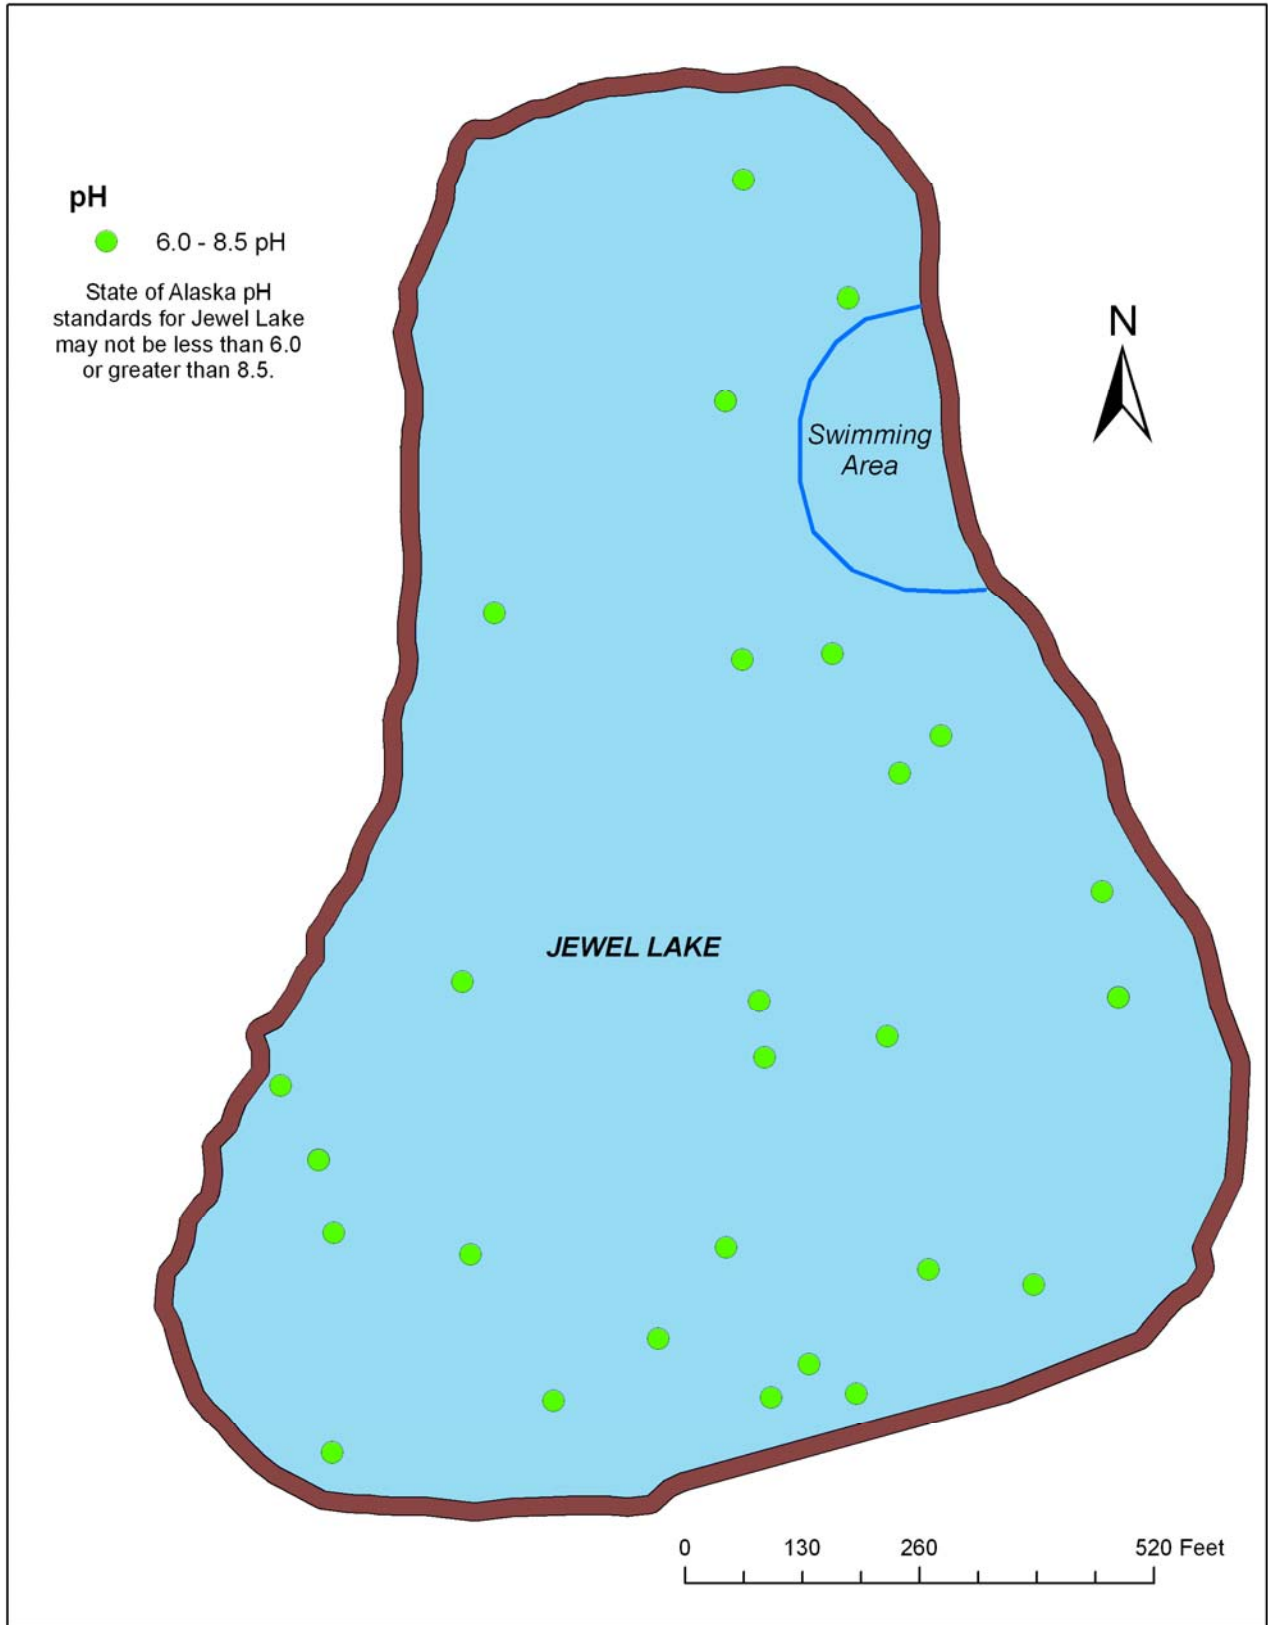 pH
6.0 - 8.5 pH
State of Alaska pH
standards for Jewel Lake
may not be less than 6.0
or greater than 8.5.
N
Swimming
Area
JEWEL LAKE
0 130 260 520 Feet